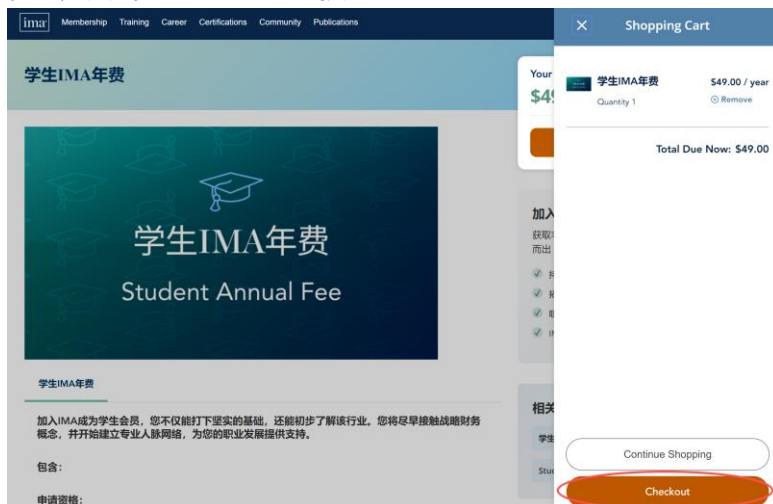 ima
Membership Training Career Certifications Community Publications
Shopping Cart
学生IMA年费
Your
$49
学生IMA年费 $49.00 / year
Quantity 1 Remove
Total Due Now: $49.00
学生IMA年费
Student Annual Fee
加入
获取
而出
学生IMA年费
加入IMA成为学生会员，您不仅能打下坚实的基础，还能初步了解该行业。您将尽早接触战略财务
概念，并开始建立专业人脉网络，为您的职业发展提供支持。
包含：
申请资格：
相关
学生
Continue Shopping
Checkout